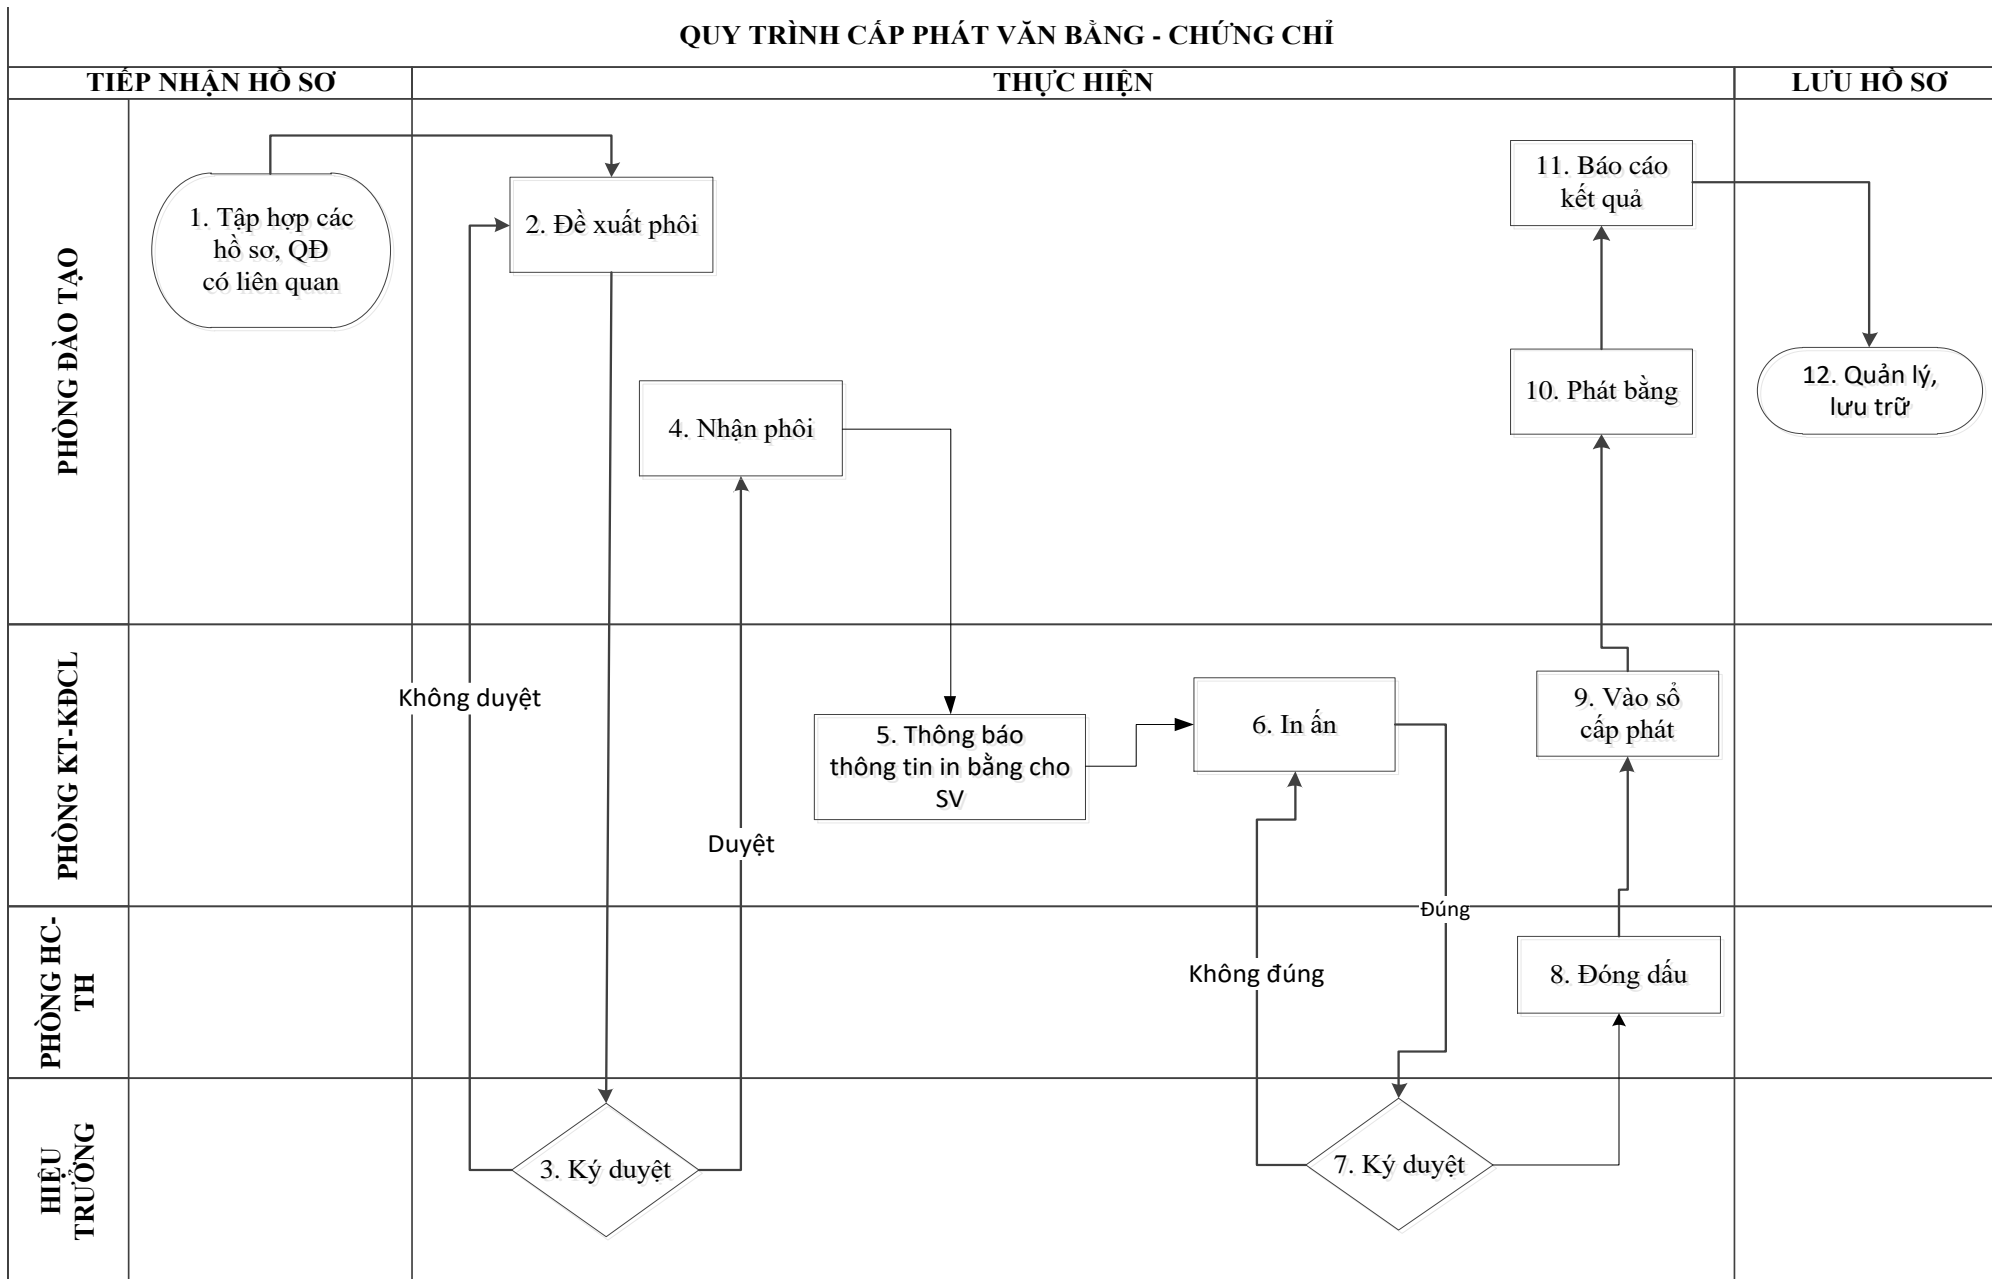 QUY TRÌNH CẤP PHÁT VĂN BẰNG - CHỨNG CHỈ
TIẾP NHẬN HỒ SƠ
THỰC HIỆN
LƯU HỒ SƠ
PHÒNG ĐÀO TẠO
1. Tập hợp các
hồ sơ, QĐ
có liên quan
2. Đề xuất phôi
4. Nhận phôi
11. Báo cáo
kết quả
10. Phát bằng
12. Quản lý,
lưu trữ
PHÒNG KT-KĐCL
Không duyệt
Duyệt
5. Thông báo
thông tin in bằng cho
SV
6. In ấn
9. Vào sổ
cấp phát
Đúng
PHÒNG HC-
TH
Không đúng
8. Đóng dấu
HIỆU
TRƯỞNG
3. Ký duyệt
7. Ký duyệt